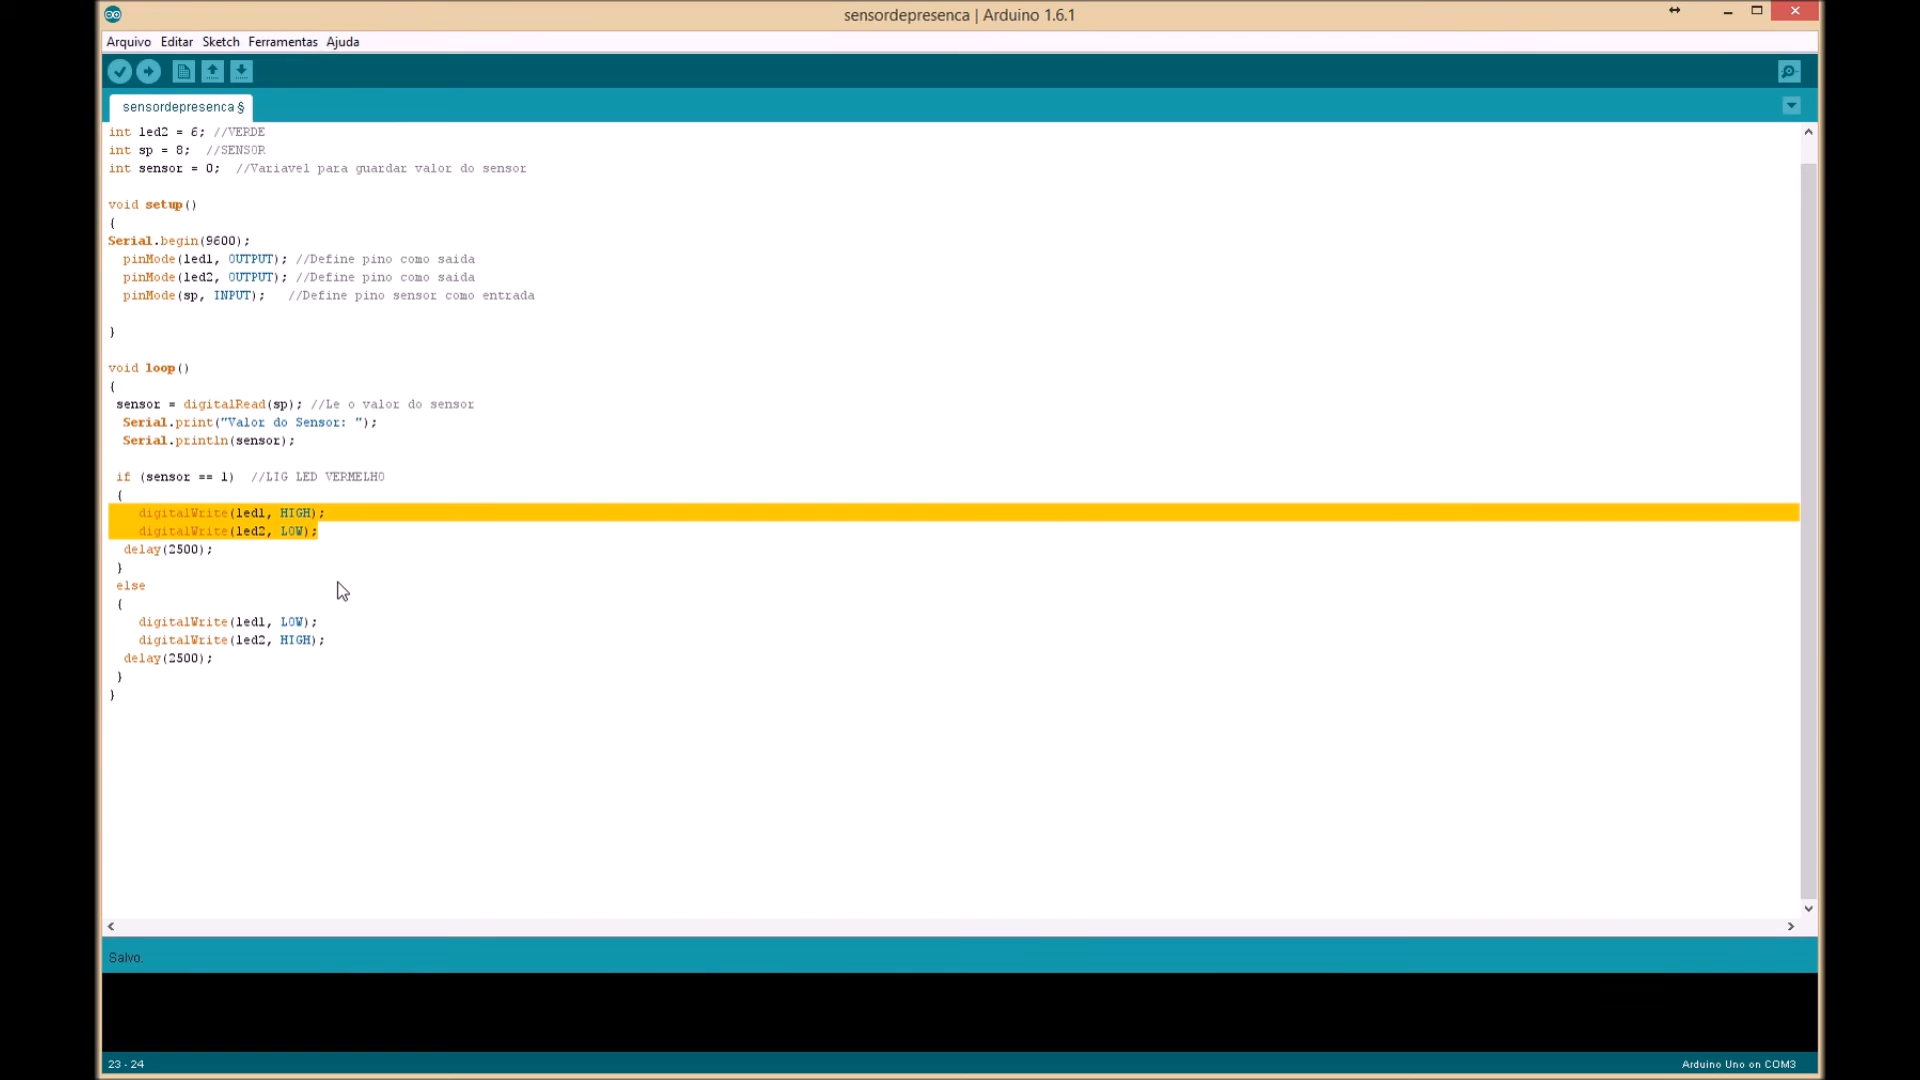 sensordepresenca | Arduino 1.6.1
Arquivo Editar Sketch Ferramentas Ajuda
sensordepresenca §
int led2 = 6; //VERDE
int sp = 8;  //SENSOR
int sensor = 0;  //Variavel para guardar valor do sensor
void setup()
{
Serial.begin(9600);
pinMode(led1, OUTPUT); //Define pino como saida
pinMode(led2, OUTPUT); //Define pino como saida
pinMode(sp, INPUT);   //Define pino sensor como entrada
}
void loop()
{
sensor = digitalRead(sp); //Le o valor do sensor
Serial.print("Valor do Sensor: ");
Serial.println(sensor);
if (sensor == 1)  //LIG LED VERMELHO
{
digitalWrite(led1, HIGH);
digitalWrite(led2, LOW);
delay(2500);
}
else
{
digitalWrite(led1, LOW);
digitalWrite(led2, HIGH);
delay(2500);
}
}
Salvo.
23 - 24
Arduino Uno on COM3